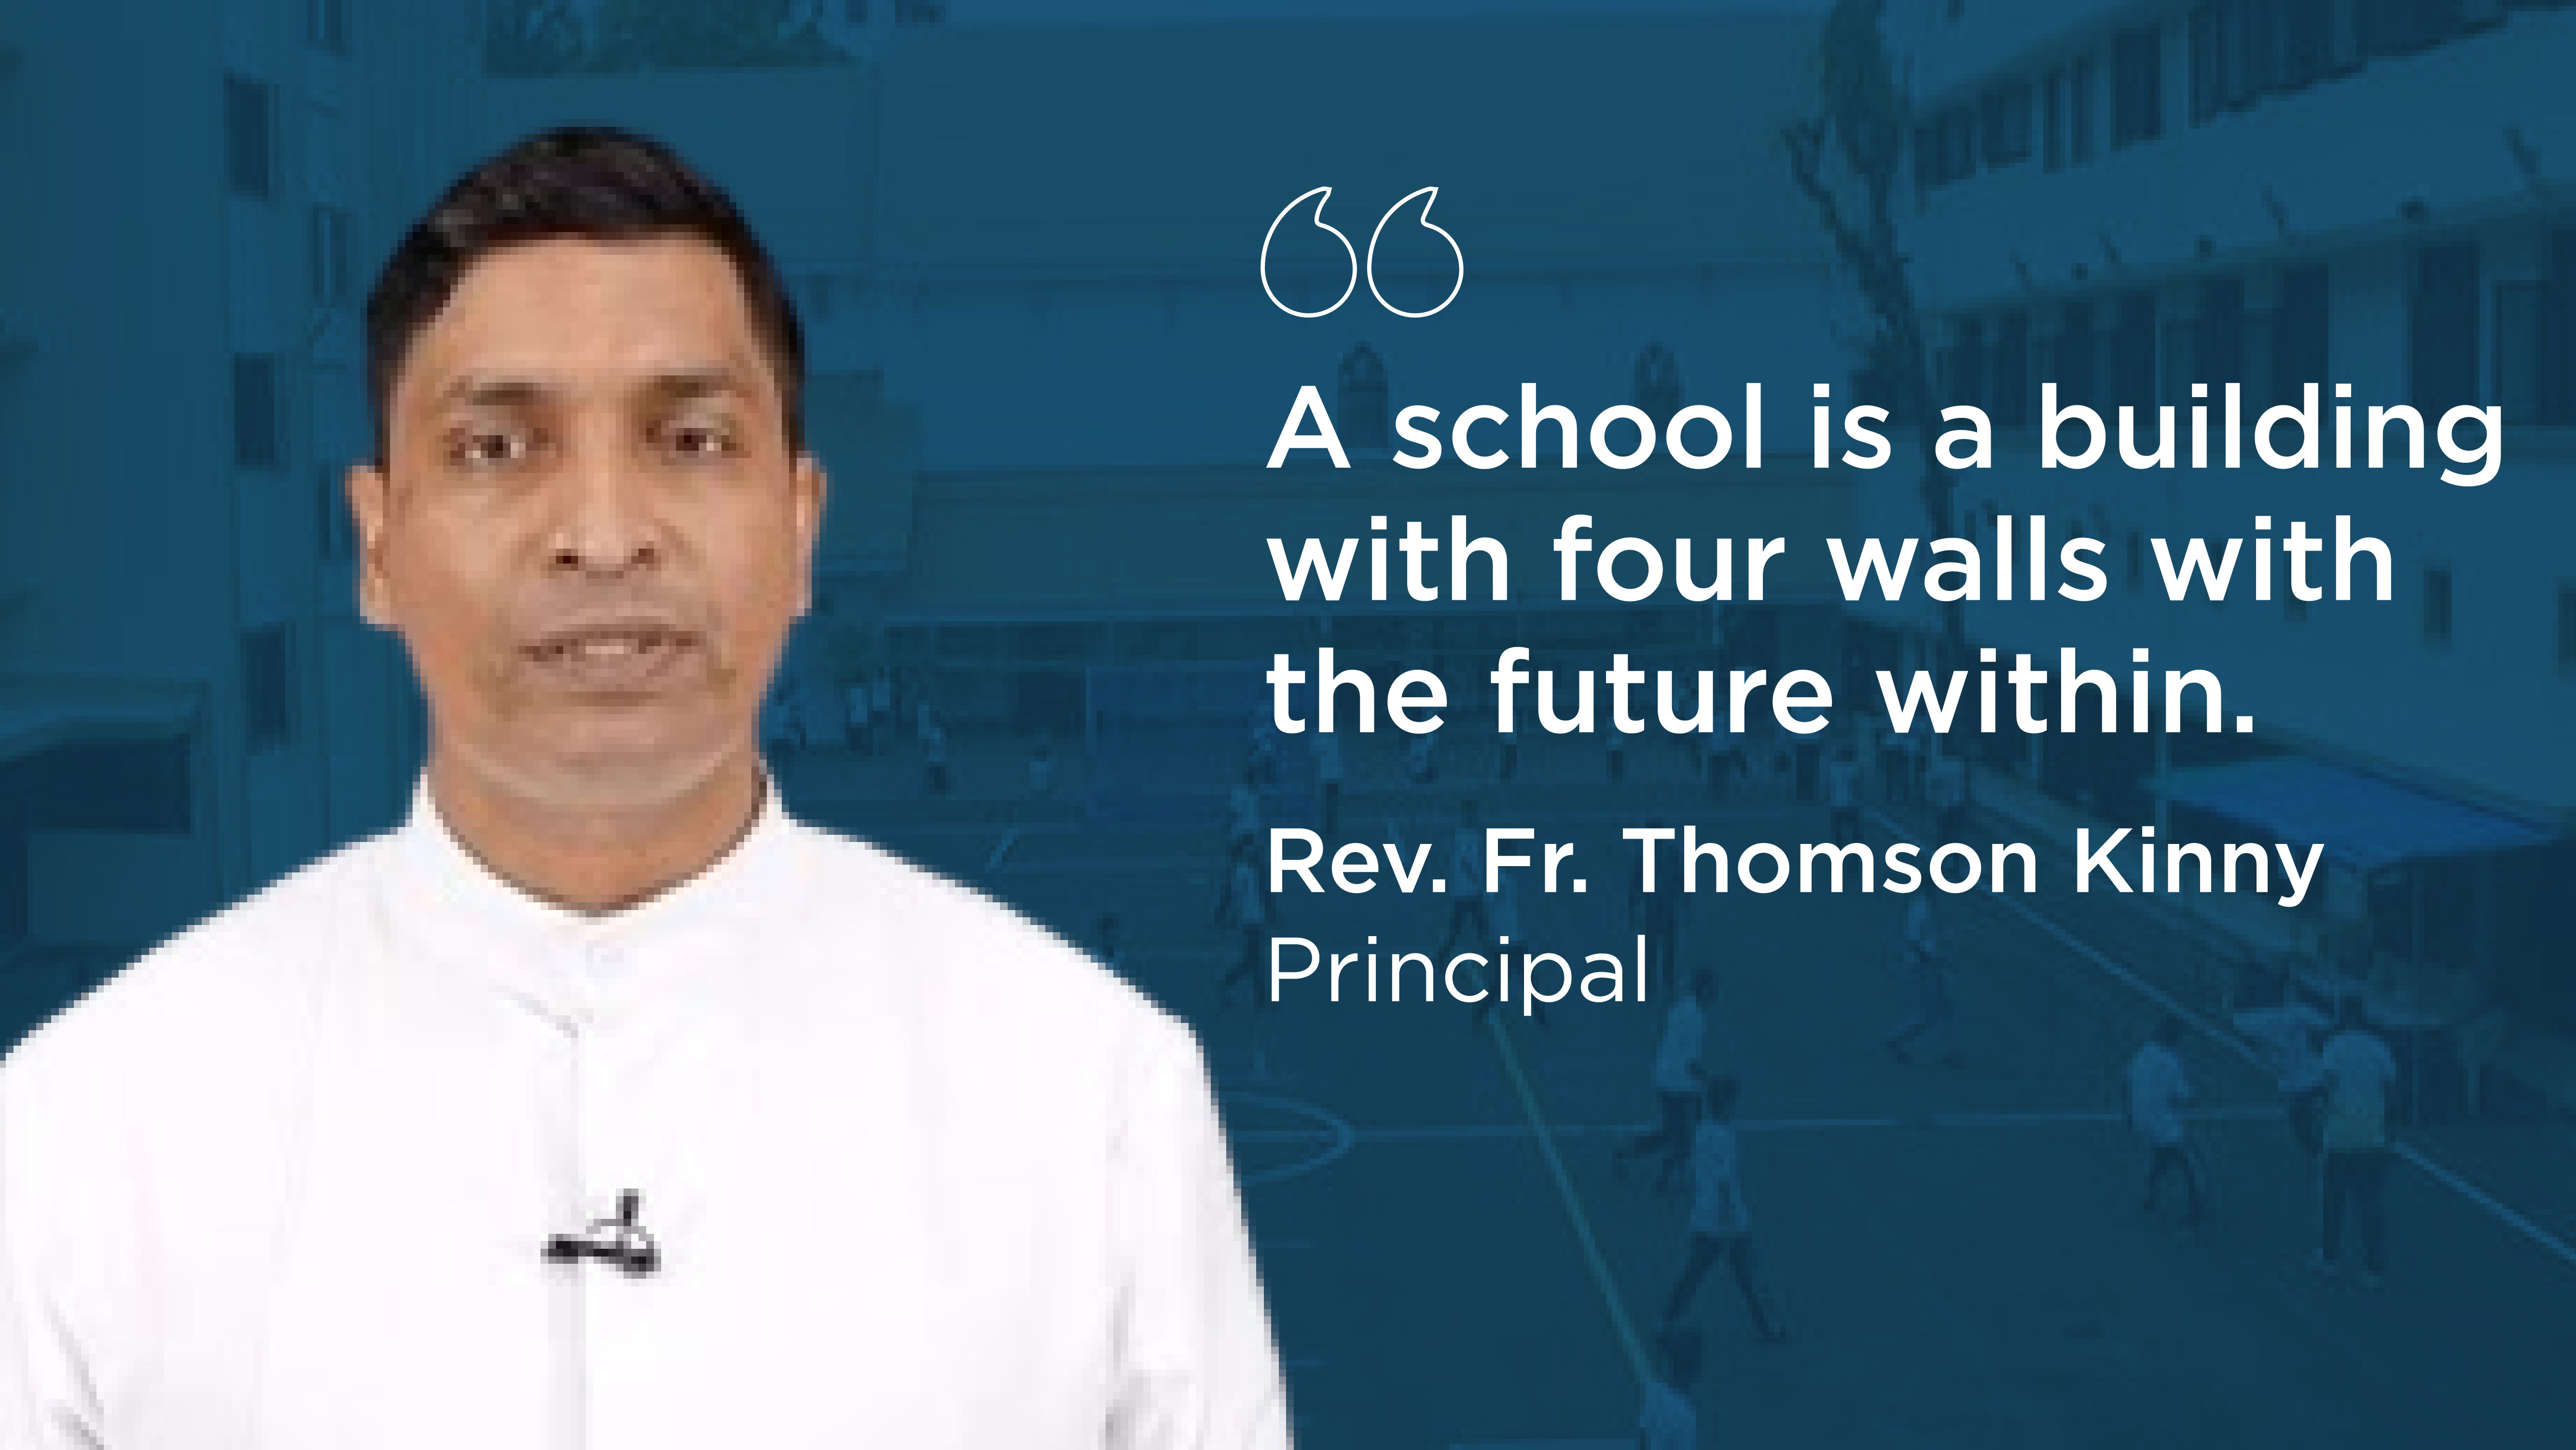 “
A school is a building
with four walls with
the future within.
Rev. Fr. Thomson Kinny
Principal